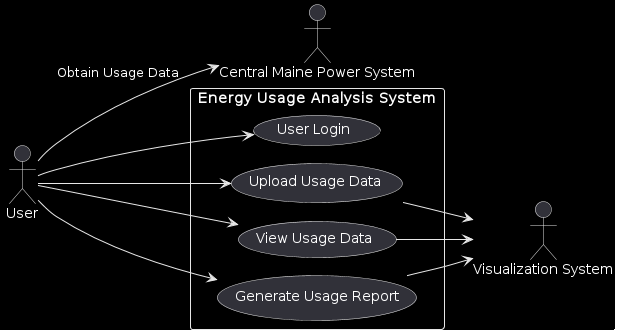 Obtain Usage Data
Central Maine Power System
Energy Usage Analysis System
User Login
Upload Usage Data
View Usage Data
Generate Usage Report
User
Visualization System